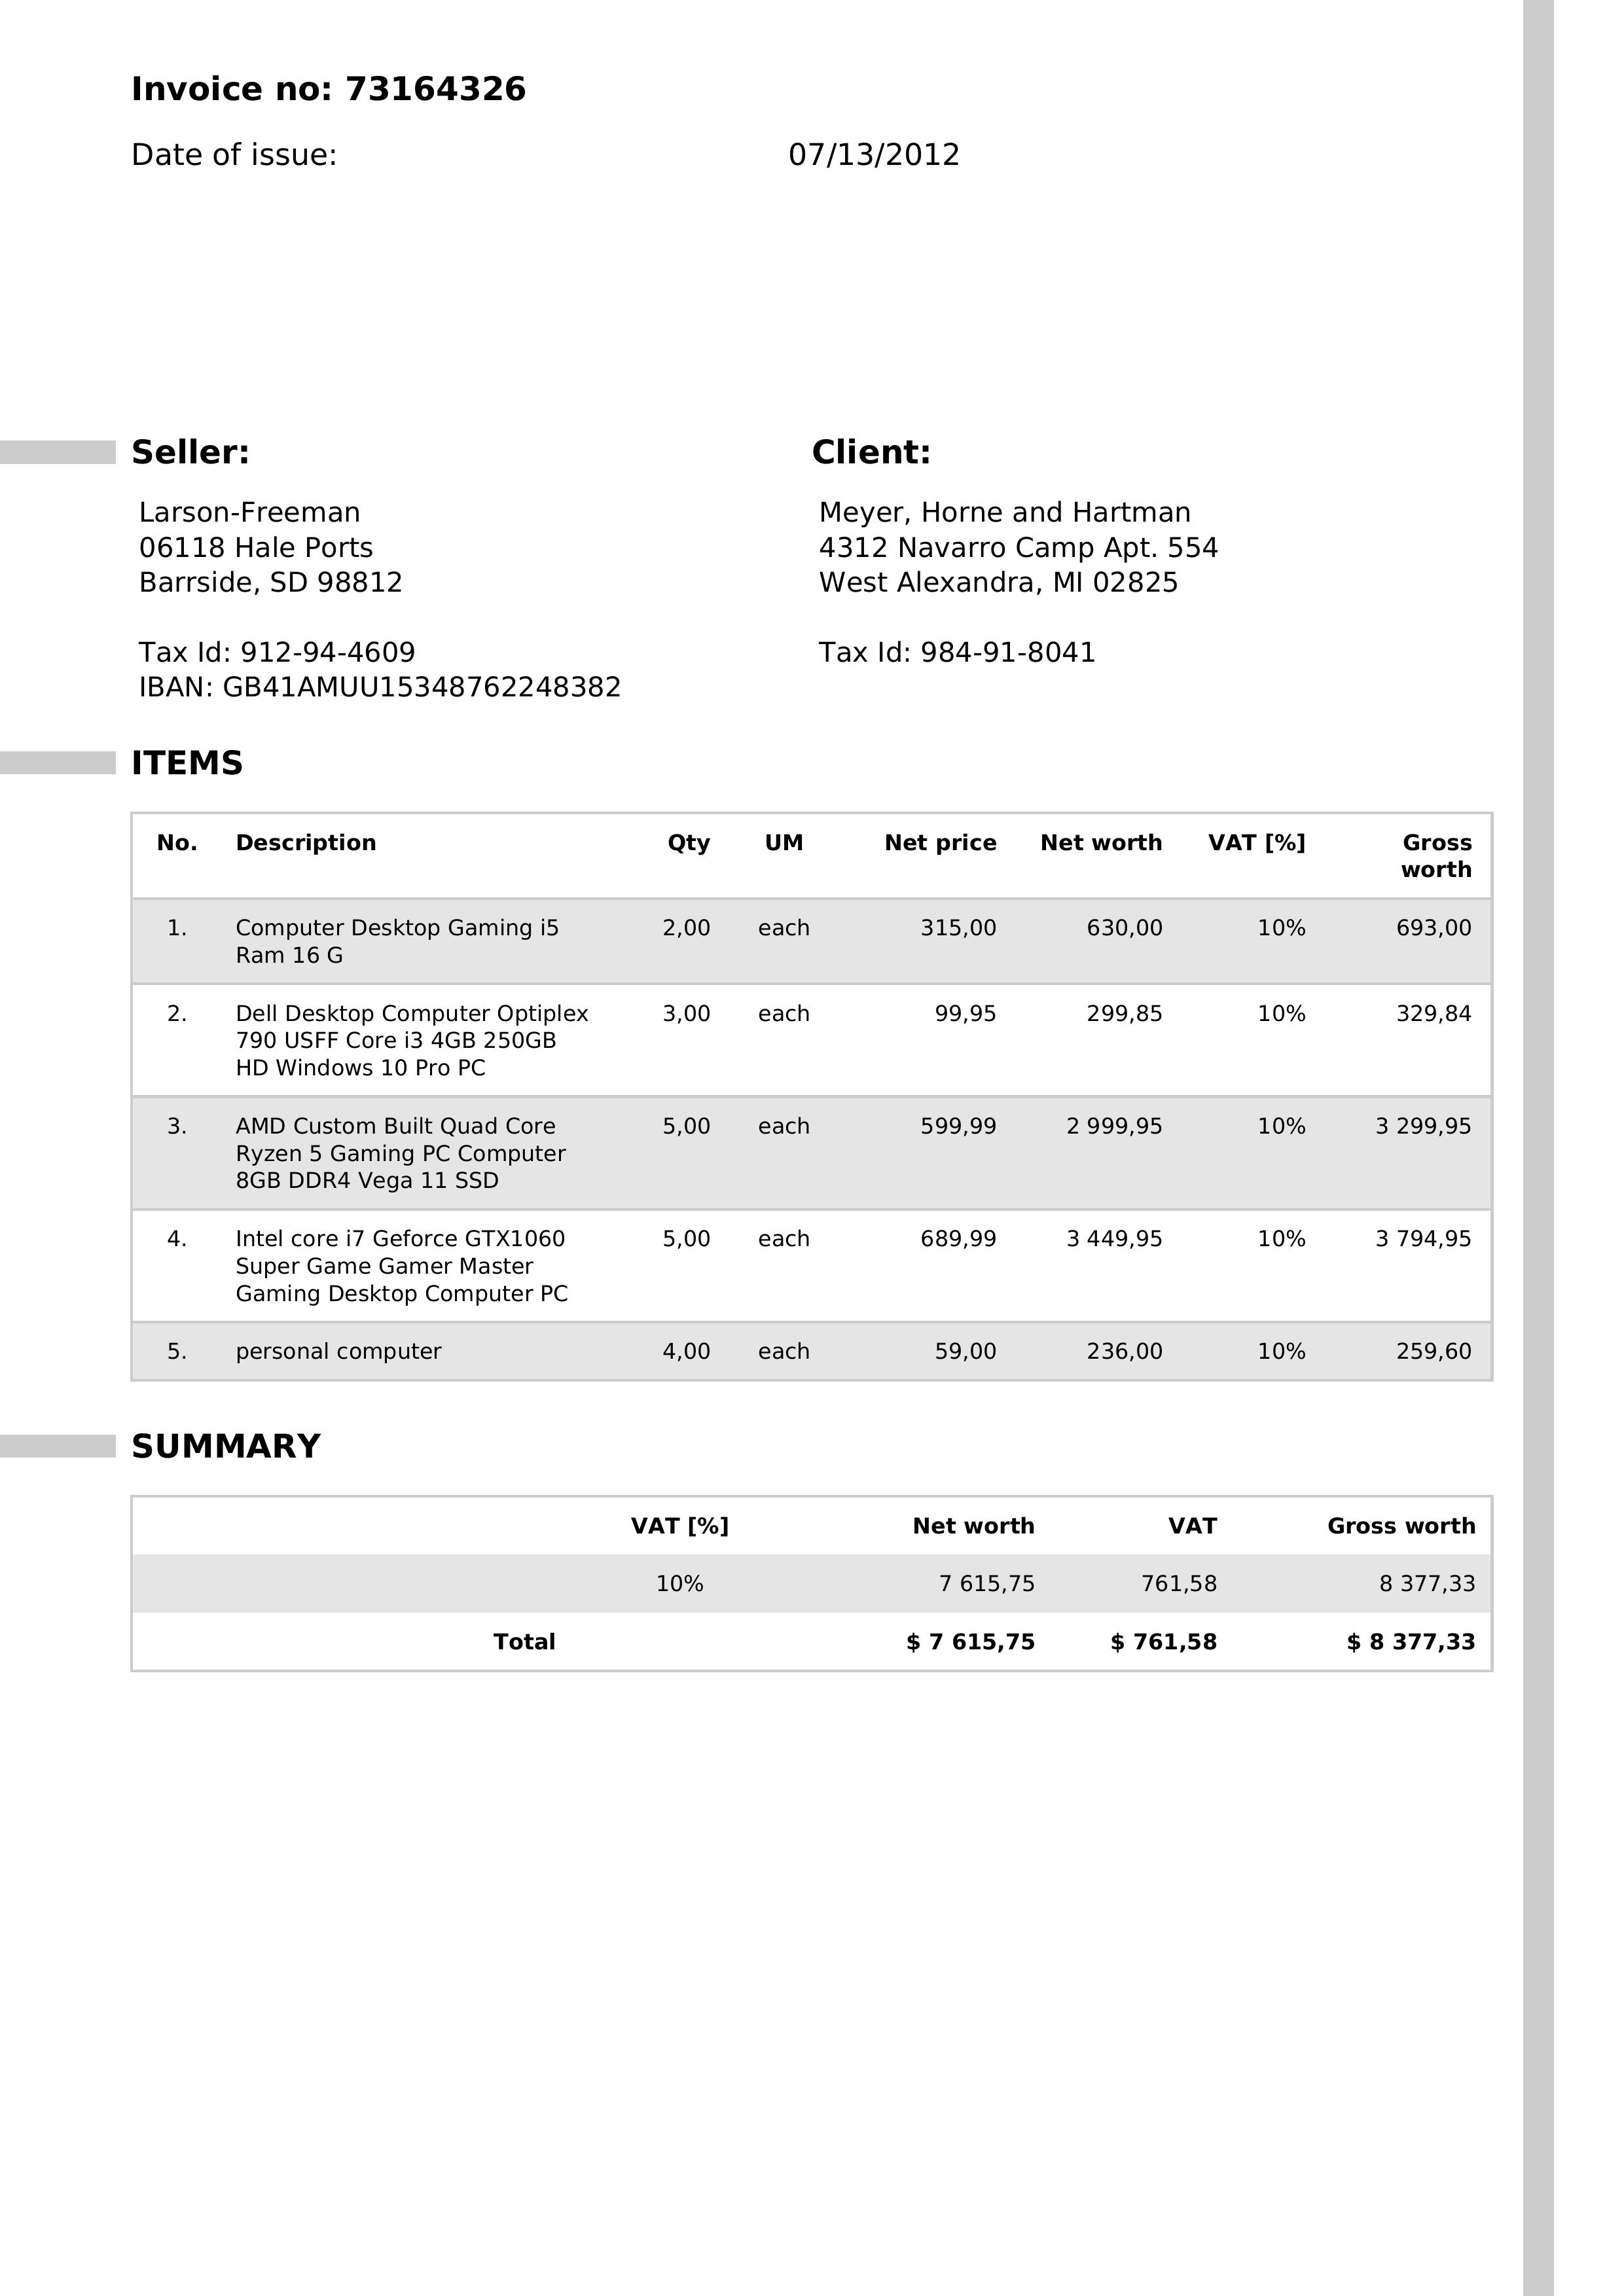 Invoice no: 73164326
Date of issue: 07/13/2012
Seller:
Larson-Freeman
06118 Hale Ports
Barrside, SD 98812
Tax Id: 912-94-4609
IBAN: GB41AMUU15348762248382
Client:
Meyer, Horne and Hartman
4312 Navarro Camp Apt. 554
West Alexandra, MI 02825
Tax Id: 984-91-8041
ITEMS
No. Description Qty UM Net price Net worth VAT [%] Gross
worth
1. Computer Desktop Gaming i5 2,00 each 315,00 630,00 10% 693,00
Ram 16 G
2. Dell Desktop Computer Optiplex 3,00 each 99,95 299,85 10% 329,84
790 USFF Core i3 4GB 250GB
HD Windows 10 Pro PC
3. AMD Custom Built Quad Core 5,00 each 599,99 2 999,95 10% 3 299,95
Ryzen 5 Gaming PC Computer
8GB DDR4 Vega 11 SSD
4. Intel core i7 Geforce GTX1060 5,00 each 689,99 3 449,95 10% 3 794,95
Super Game Gamer Master
Gaming Desktop Computer PC
5. personal computer 4,00 each 59,00 236,00 10% 259,60
SUMMARY
VAT [%] Net worth VAT Gross worth
10% 7 615,75 761,58 8 377,33
Total $ 7 615,75 $ 761,58 $ 8 377,33